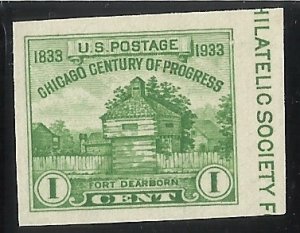 U.S. POSTAGE
1833 1933
CHICAGO CENTURY OF PROGRESS
FORT DEARBORN
1 CENT 1
HILATELIC SOCIETY F